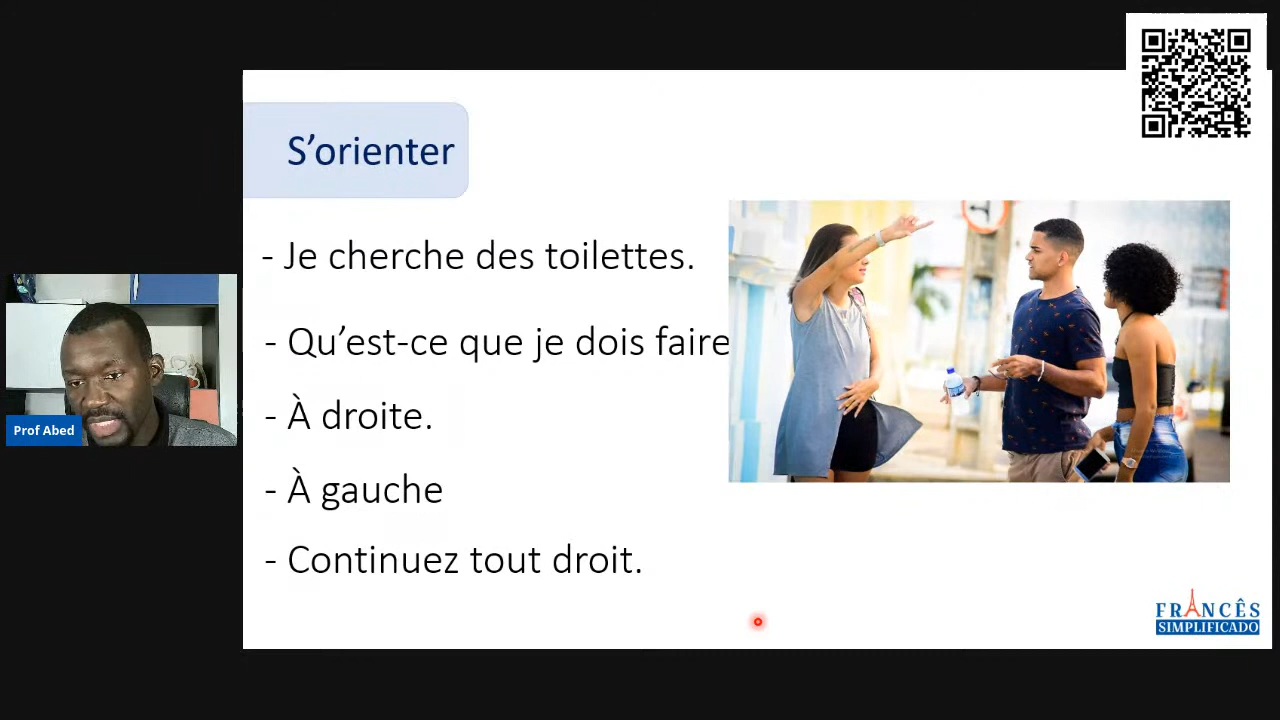 S’orienter
- Je cherche des toilettes.
- Qu’est-ce que je dois faire
- À droite.
- À gauche
- Continuez tout droit.
Prof Abed
FRANCÊS
SIMPLIFICADO